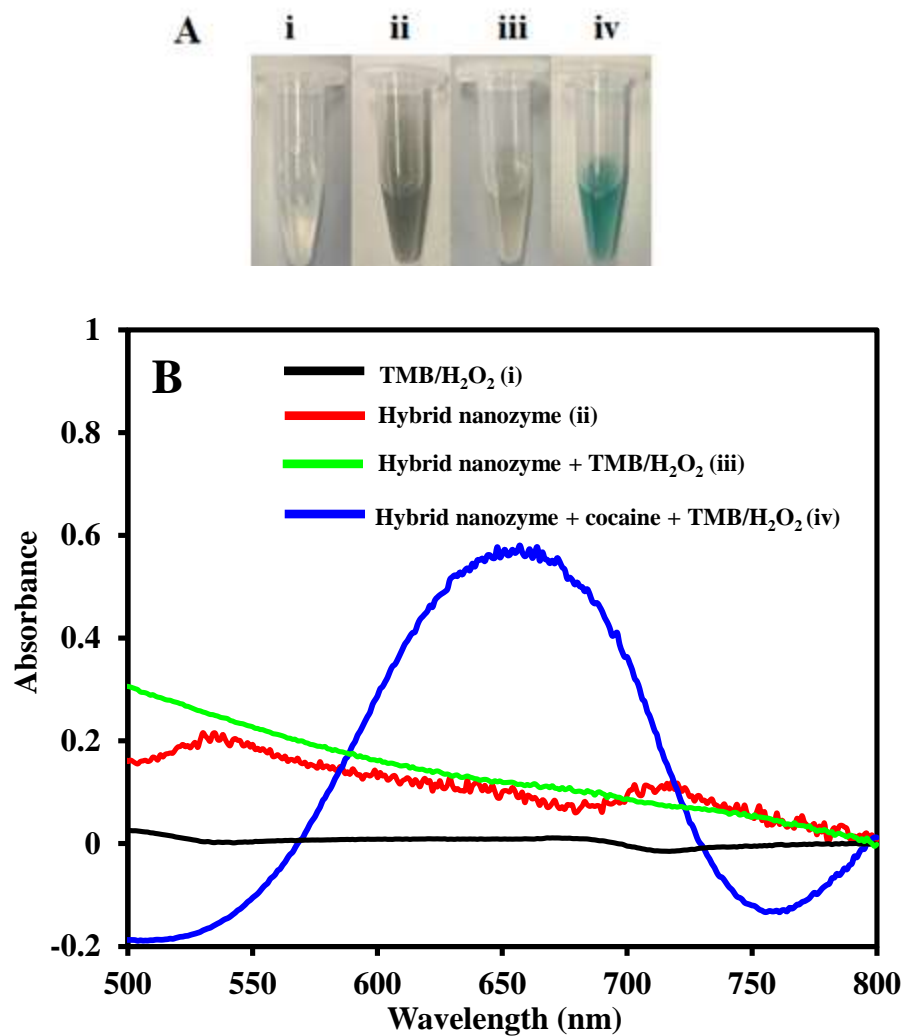 A i ii iii iv
1
B
TMB/H₂O₂ (i)
Hybrid nanozyme (ii)
Hybrid nanozyme + TMB/H₂O₂ (iii)
Hybrid nanozyme + cocaine + TMB/H₂O₂ (iv)
0.8
0.6
0.4
0.2
0
-0.2
Absorbance
500 550 600 650 700 750 800
Wavelength (nm)